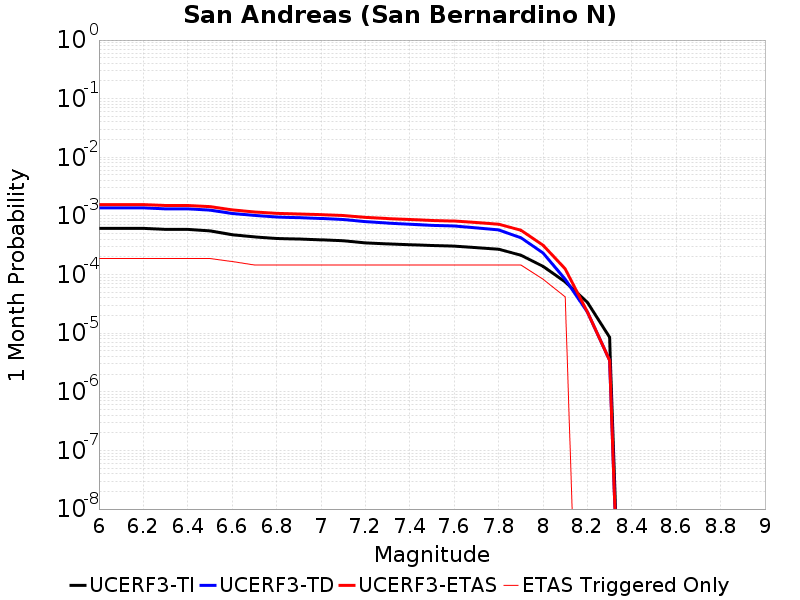 San Andreas (San Bernardino N)
1 Month Probability
10^0
10^-1
10^-2
10^-3
10^-4
10^-5
10^-6
10^-7
10^-8
6 6.2 6.4 6.6 6.8 7 7.2 7.4 7.6 7.8 8 8.2 8.4 8.6 8.8 9
Magnitude
UCERF3-TI UCERF3-TD UCERF3-ETAS ETAS Triggered Only